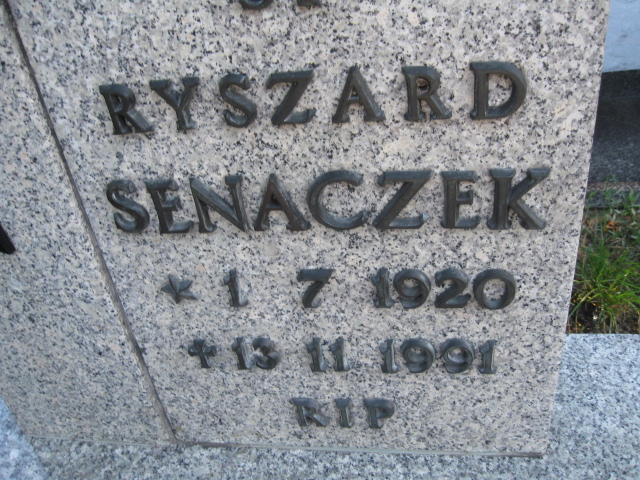 RYSZARD
SENACZEK
★ 1. 7 1920
✝ 13 11 1991
RIP